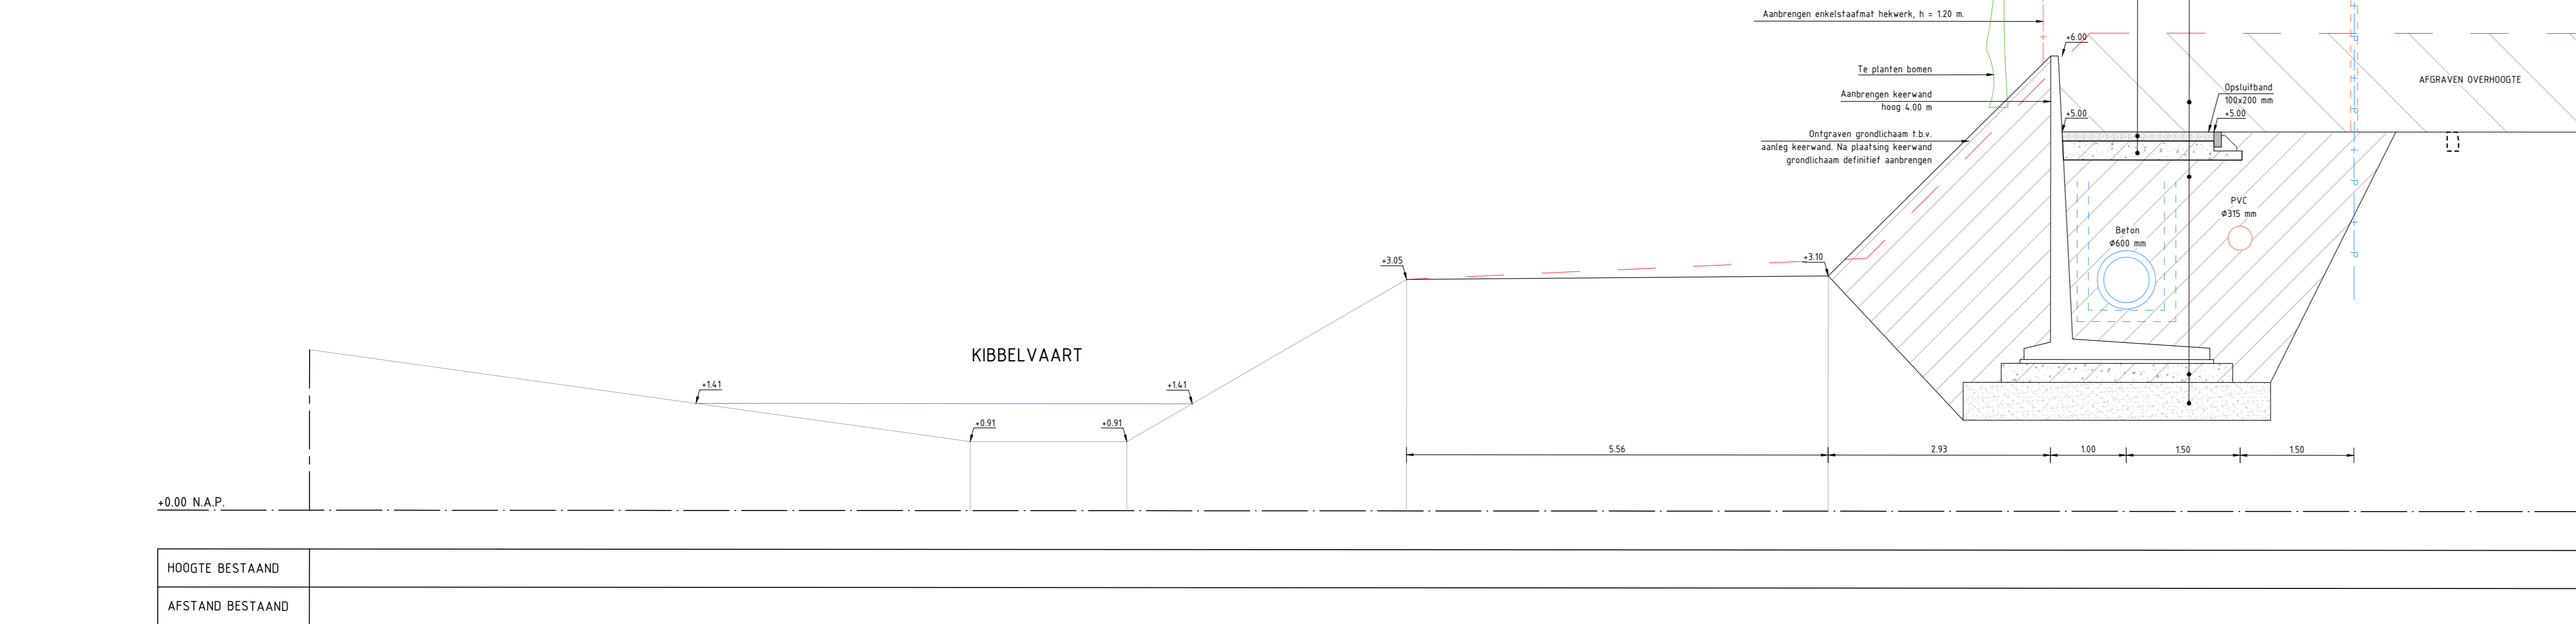 Aanbrengen enkelstaafmat hekwerk, h = 1.20 m.
+6.00
Te planten bomen
AFGRAVEN OVERHOOGTE
Aanbrengen keerwand
hoog 4.00 m
Opsluitband
100x200 mm
+5.00
+5.00
Ontgraven grondlichaam t.b.v.
aanleg keerwand. Na plaatsing keerwand
grondlichaam definitief aanbrengen
PVC
Ø315 mm
Beton
Ø600 mm
+3.05
+3.10
KIBBELVAART
+1.41
+1.41
+0.91
+0.91
5.56
2.93
1.00
1.50
1.50
+0.00 N.A.P.
HOOGTE BESTAAND
AFSTAND BESTAAND
P
P
P
P